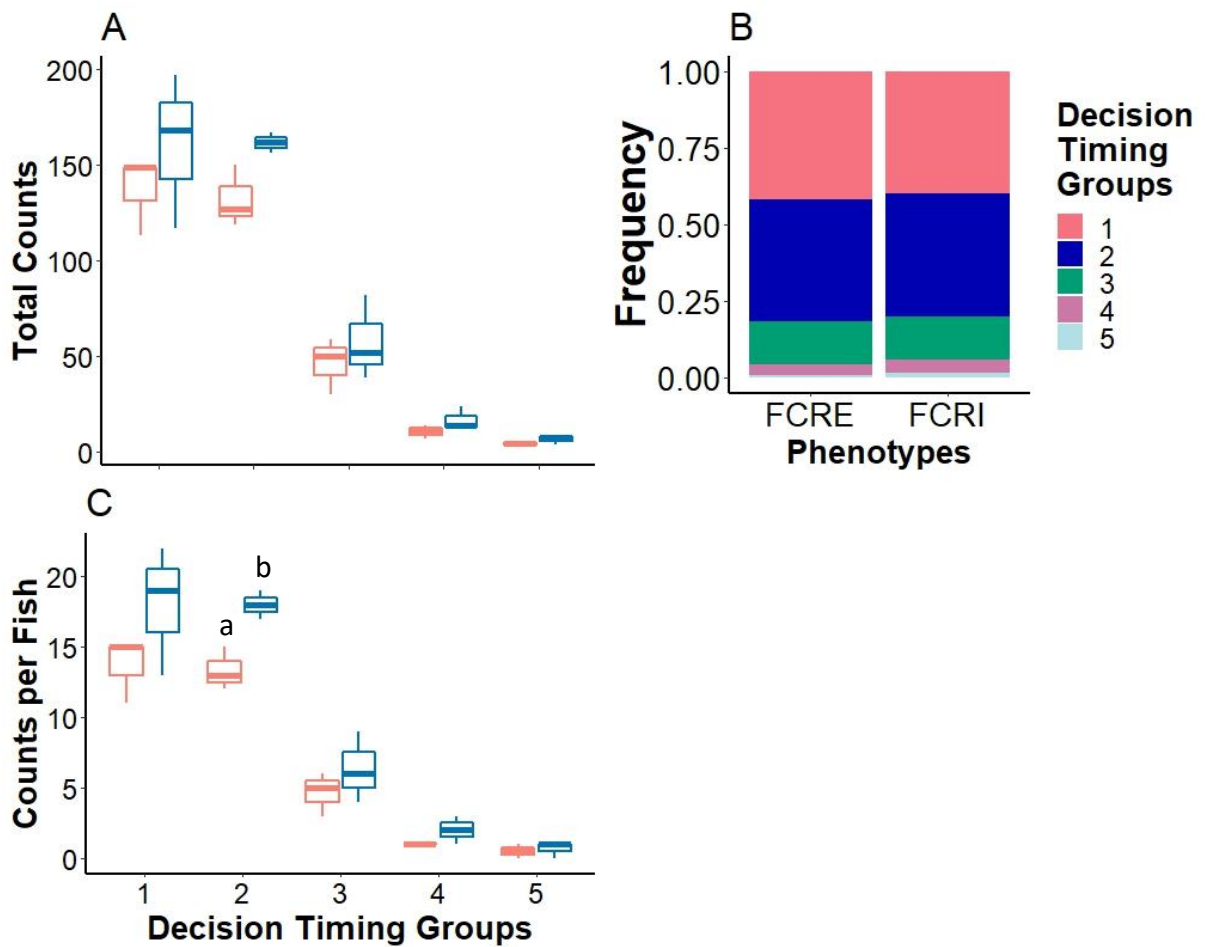 A
Total Counts
200
150
100
50
0
B
Frequency
1.00
0.75
0.50
0.25
0.00
FCRE FCRI
Phenotypes
Decision
Timing
Groups
1
2
3
4
5
C
Counts per Fish
20
15
10
5
0
a
b
1 2 3 4 5
Decision Timing Groups